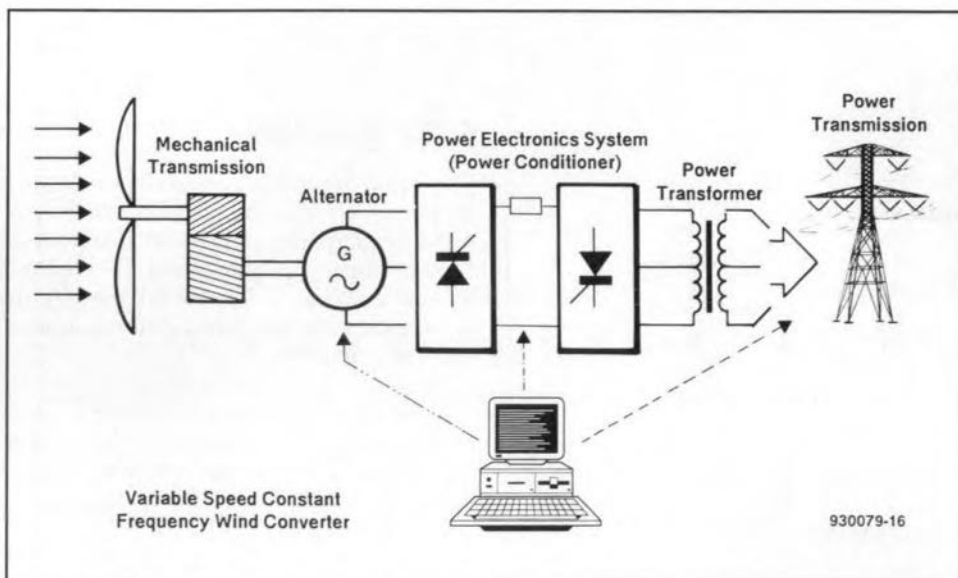 Power
Transmission
Mechanical
Transmission
Power Electronics System
(Power Conditioner)
Power
Transformer
Alternator
G
Variable Speed Constant
Frequency Wind Converter
930079-16